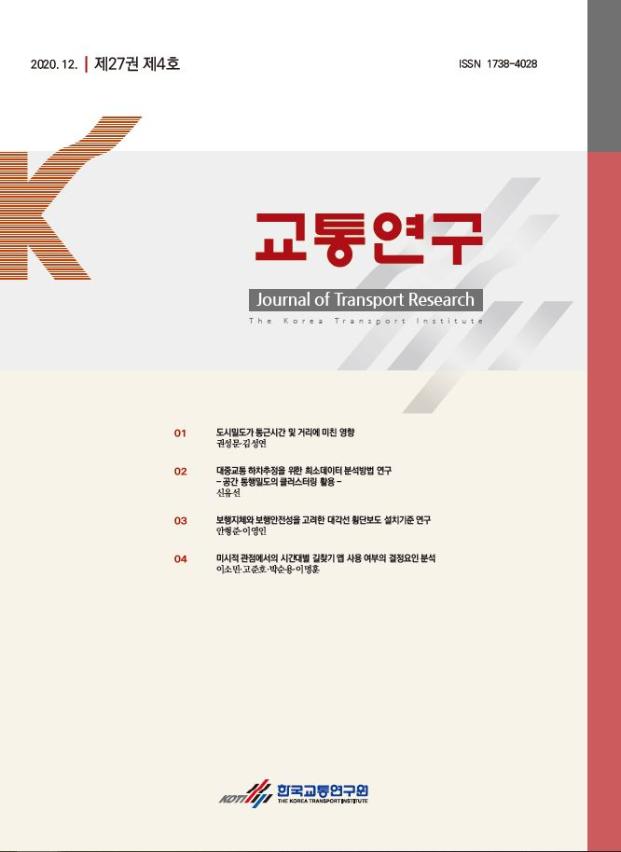 2020. 12. | 제27권 제4호
ISSN 1738-4028
교통연구
Journal of Transport Research
The Korea Transport Institute
01 도시밀도가 통근시간 및 거리에 미친 영향
권성문·김성연
02 대중교통 하차추정을 위한 최소데이터 분석방법 연구
- 공간 통행밀도의 클러스터링 활용 -
신유선
03 보행지체와 보행안전성을 고려한 대각선 횡단보도 설치기준 연구
안형준·이영인
04 미시적 관점에서의 시간대별 길찾기 앱 사용 여부의 결정요인 분석
이소민·고준호·박순용·이명훈
KOTI 한국교통연구원
THE KOREA TRANSPORT INSTITUTE